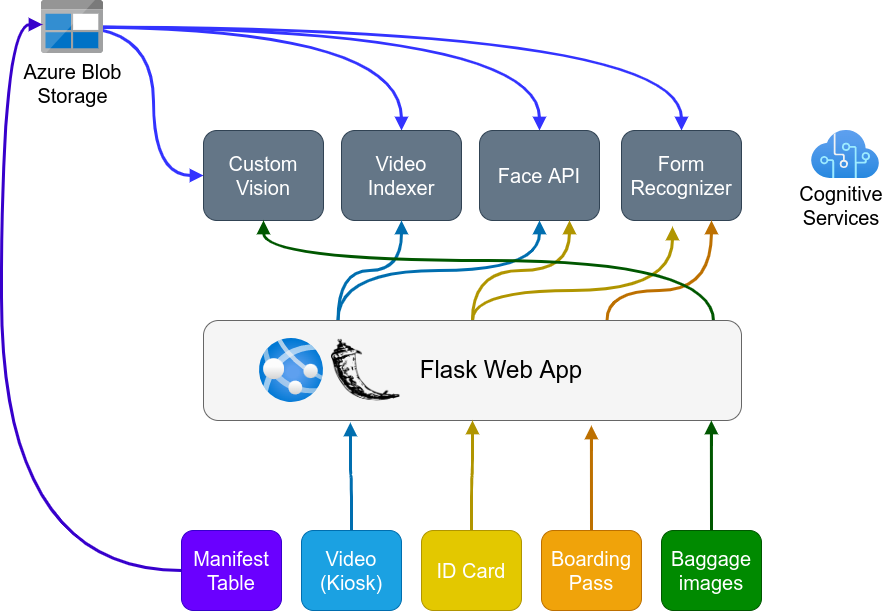 Azure Blob
Storage
Custom
Vision
Video
Indexer
Face API
Form
Recognizer
Cognitive
Services
Flask Web App
Manifest
Table
Video
(Kiosk)
ID Card
Boarding
Pass
Baggage
images